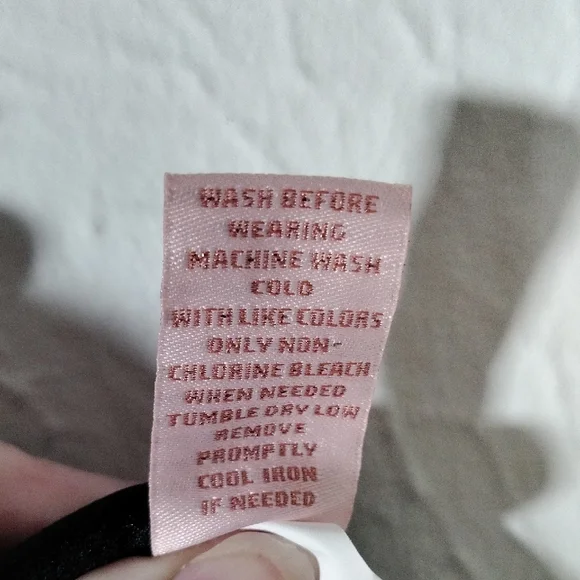 WASH BEFORE
WEARING
MACHINE WASH
COLD
WITH LIKE COLORS
ONLY NON-
CHLORINE BLEACH
WHEN NEEDED
TUMBLE DRY LOW
REMOVE
PROMPTLY
COOL IRON
IF NEEDED